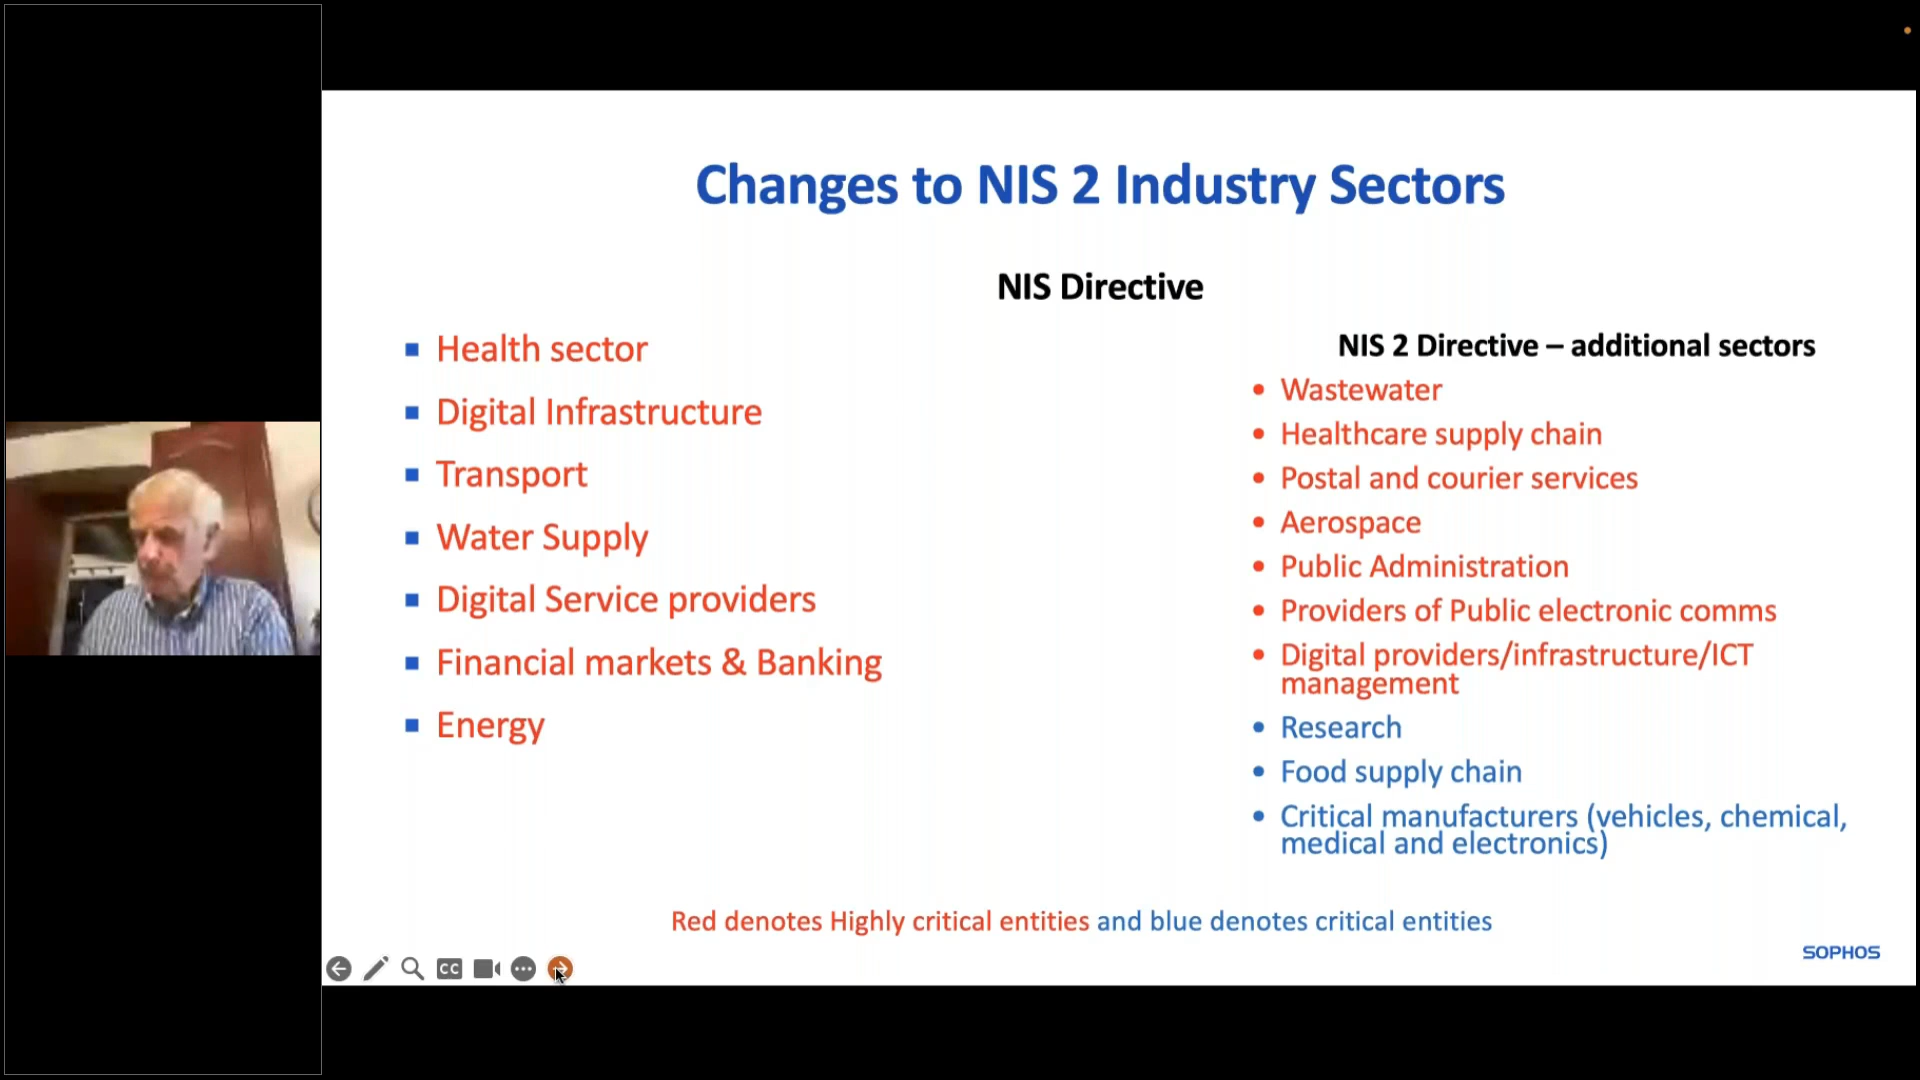 Changes to NIS 2 Industry Sectors
NIS Directive
Health sector
Digital Infrastructure
Transport
Water Supply
Digital Service providers
Financial markets & Banking
Energy
NIS 2 Directive – additional sectors
Wastewater
Healthcare supply chain
Postal and courier services
Aerospace
Public Administration
Providers of Public electronic comms
Digital providers/infrastructure/ICT
management
Research
Food supply chain
Critical manufacturers (vehicles, chemical,
medical and electronics)
Red denotes Highly critical entities and blue denotes critical entities
SOPHOS
CC